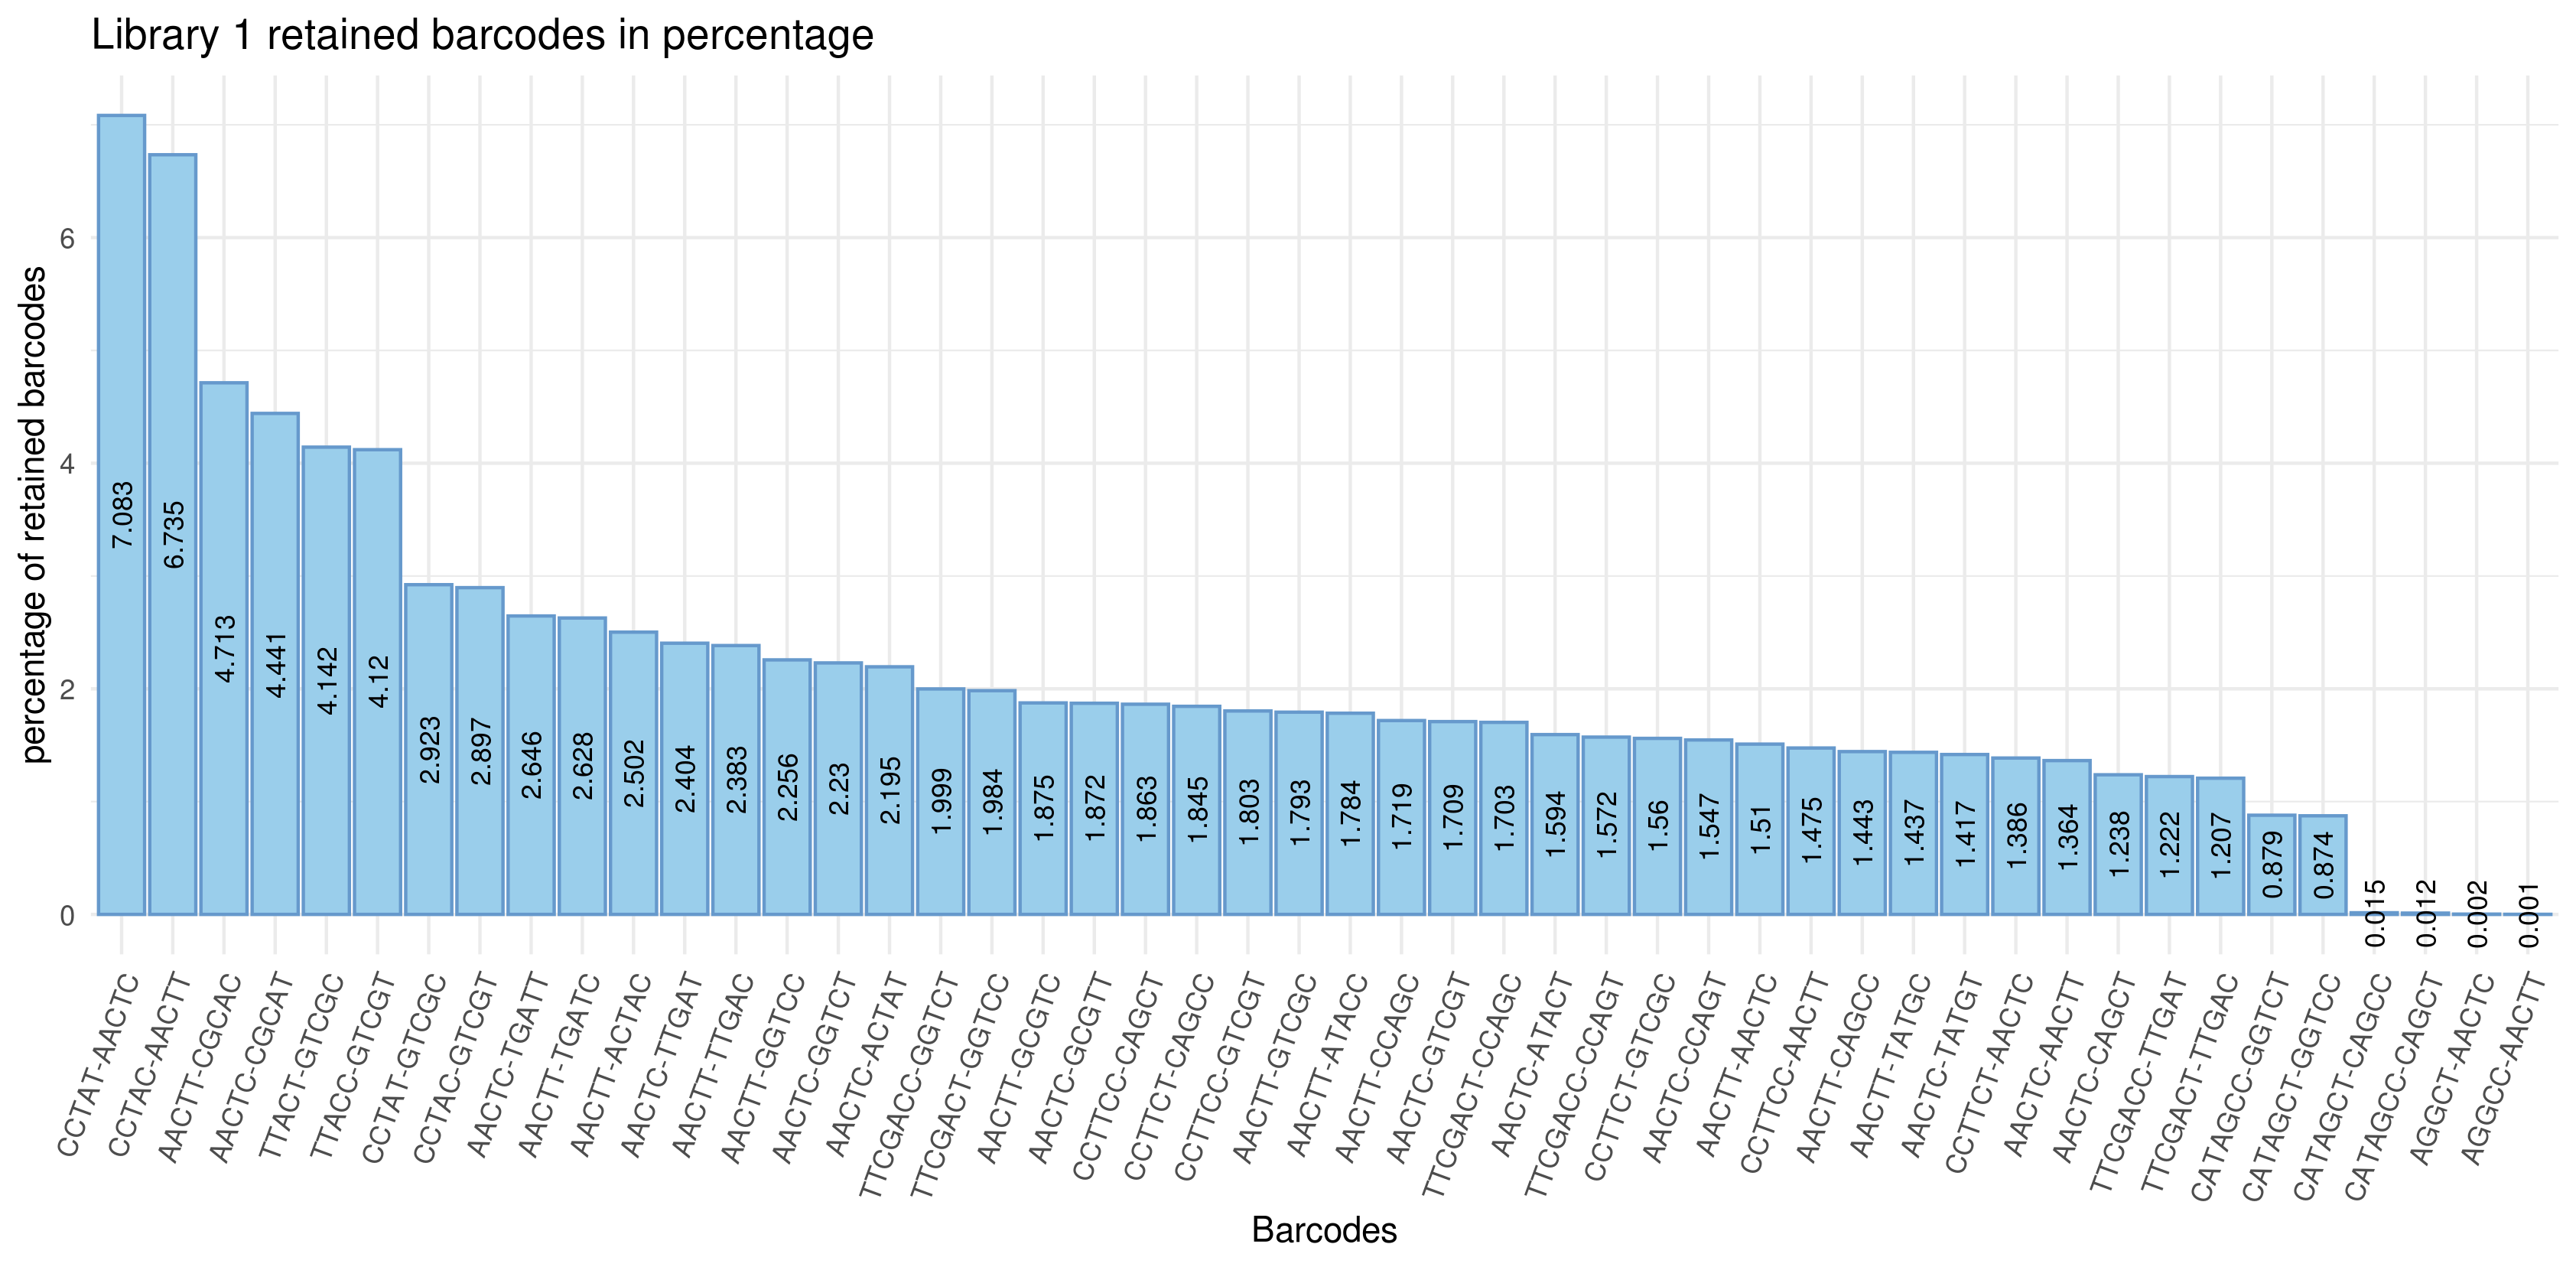 Library 1 retained barcodes in percentage
percentage of retained barcodes
6
4
2
0
7.083
6.735
4.713
4.441
4.142
4.12
2.923
2.897
2.646
2.628
2.502
2.404
2.383
2.256
2.23
2.195
1.999
1.984
1.875
1.872
1.863
1.845
1.803
1.793
1.784
1.719
1.709
1.703
1.594
1.572
1.56
1.547
1.51
1.475
1.443
1.437
1.417
1.386
1.364
1.238
1.222
1.207
0.879
0.874
0.015
0.012
0.002
0.001
CCTAT-AACTC
CCTAC-AACTT
AACTT-CGCAC
AACTC-CGCAT
TTACT-GTCGC
TTACC-GTCGT
CCTAT-GTCGC
CCTAC-GTCGT
AACTC-TGATT
AACTT-TGATC
AACTT-ACTAC
AACTC-TTGAT
AACTT-TTGAC
AACTT-GGTCC
AACTC-GGTCT
AACTC-ACTAT
TTCGACC-GGTCT
TTCGACT-GGTCC
AACTT-GCGTC
AACTC-GCGTT
CCTTCC-CAGCT
CCTTCT-CAGCC
CCTTCC-GTCGT
AACTT-GTCGC
AACTT-ATACC
AACTT-CCAGC
AACTC-GTCGT
TTCGACT-CCAGC
AACTC-ATACT
TTCGACC-CCAGT
CCTTCT-GTCGC
AACTC-CCAGT
AACTT-AACTC
CCTTCC-AACTT
AACTT-CAGCC
AACTT-TATGC
AACTC-TATGT
CCTTCT-AACTC
AACTC-AACTT
AACTC-CAGCT
TTCGACC-TTGAT
TTCGACT-TTGAC
CATAGCC-GGTCT
CATAGCT-GGTCC
CATAGCT-CAGCC
CATAGCC-CAGCT
AGGCT-AACTC
AGGCC-AACTT
Barcodes